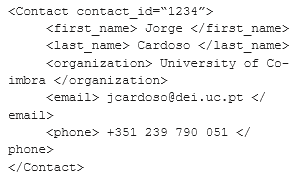 <Contact contact_id=“1234”>
<first_name> Jorge </first_name>
<last_name> Cardoso </last_name>
<organization> University of Co-
imbra </organization>
<email> jcardoso@dei.uc.pt </
email>
<phone> +351 239 790 051 </
phone>
</Contact>